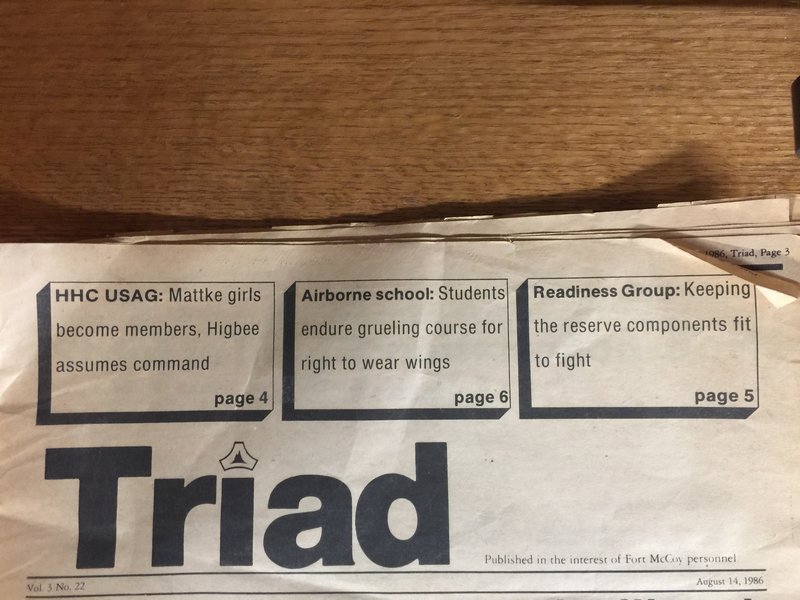 1986, Triad, Page 3
HHC USAG: Mattke girls
become members, Higbee
assumes command
page 4
Airborne school: Students
endure grueling course for
right to wear wings
page 6
Readiness Group: Keeping
the reserve components fit
to fight
page 5
Triad
Published in the interest of Fort McCoy personnel
Vol. 3 No. 22
August 14, 1986